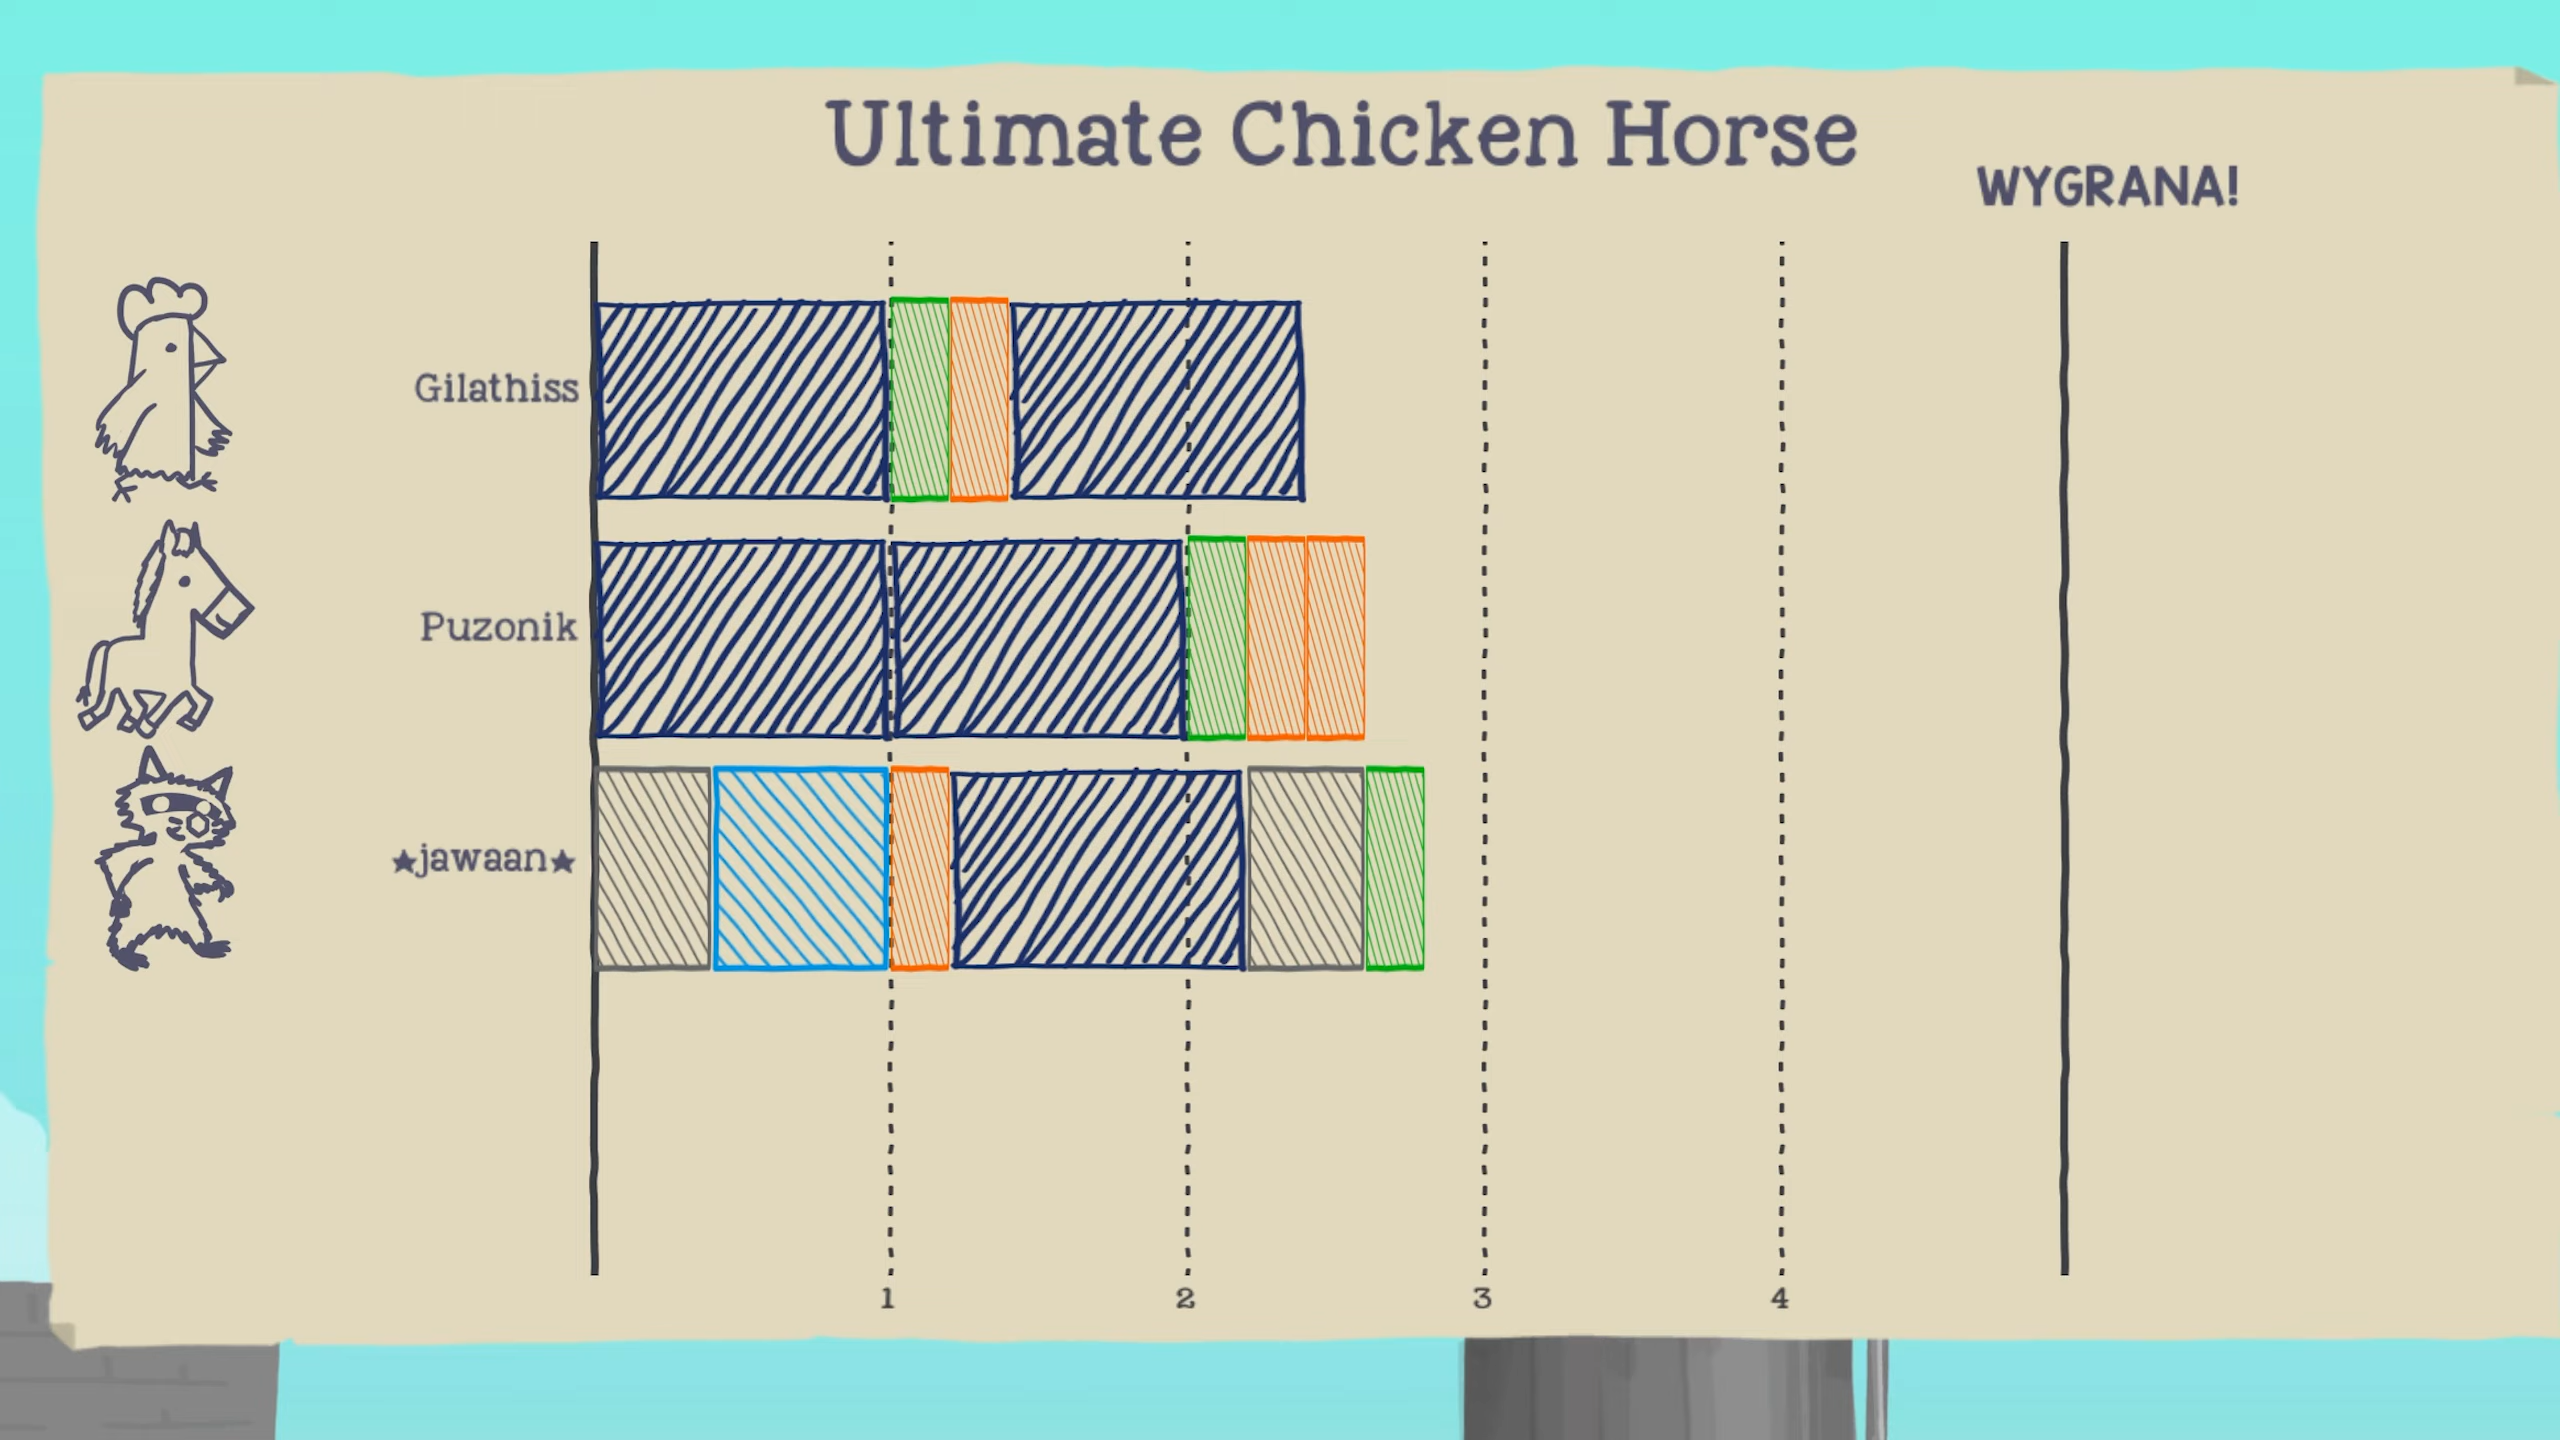 Ultimate Chicken Horse
WYGRANA!
Gilathiss
Puzonik
★jawaan★
1 2 3 4